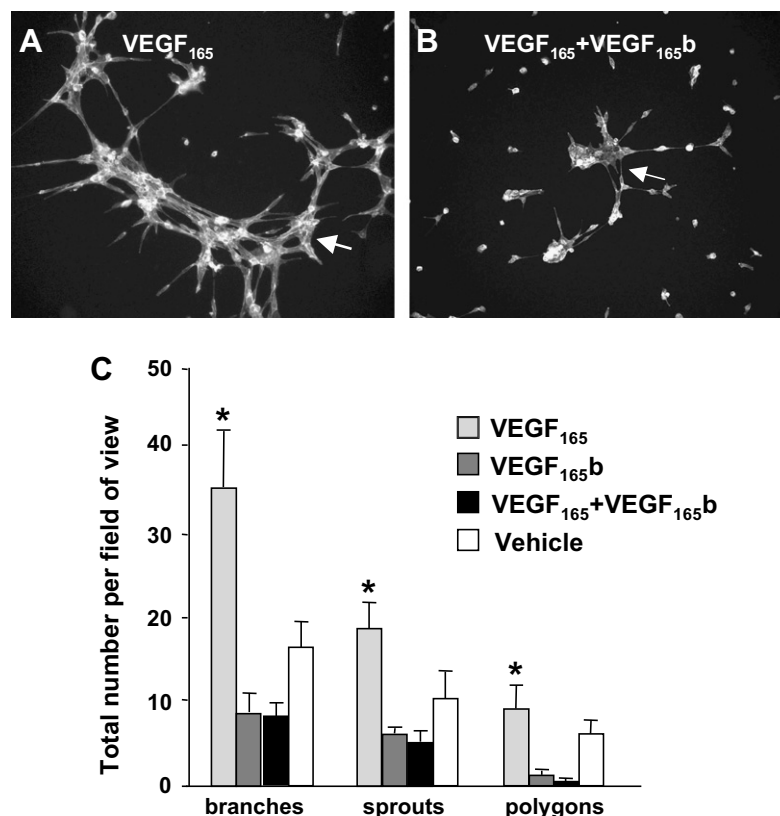 A VEGF₁₆₅
B VEGF₁₆₅+VEGF₁₆₅b
C
Total number per field of view
50
40
30
20
10
0
*
*
*
VEGF₁₆₅
VEGF₁₆₅b
VEGF₁₆₅+VEGF₁₆₅b
Vehicle
branches sprouts polygons